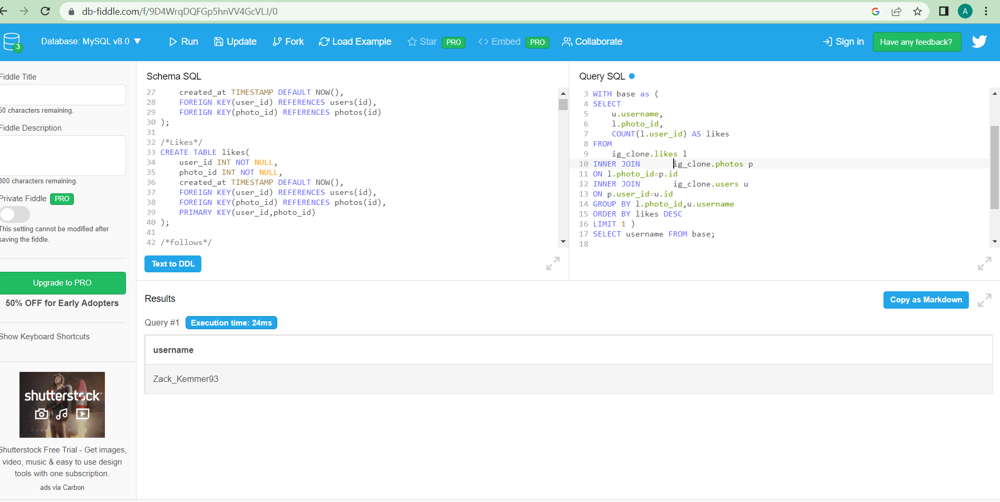 db-fiddle.com/f/9D4WrqDQFGp5hnVV4GcVLJ/0
A
3
Database: MySQL v8.0 ▼
Run
Update
Fork
Load Example
Star PRO
Embed PRO
Collaborate
Sign in
Have any feedback?
Fiddle Title
50 characters remaining.
Fiddle Description
300 characters remaining.
Private Fiddle PRO
This setting cannot be modified after
saving the fiddle.
Upgrade to PRO
50% OFF for Early Adopters
Show Keyboard Shortcuts
shutterstock
Shutterstock Free Trial - Get images,
video, music & easy to use design
tools with one subscription.
ads via Carbon
Schema SQL
27     created_at TIMESTAMP DEFAULT NOW(),
28     FOREIGN KEY(user_id) REFERENCES users(id),
29     FOREIGN KEY(photo_id) REFERENCES photos(id)
30 );
31
32 /*Likes*/
33 CREATE TABLE likes(
34     user_id INT NOT NULL,
35     photo_id INT NOT NULL,
36     created_at TIMESTAMP DEFAULT NOW(),
37     FOREIGN KEY(user_id) REFERENCES users(id),
38     FOREIGN KEY(photo_id) REFERENCES photos(id),
39     PRIMARY KEY(user_id,photo_id)
40 );
41
42 /*follows*/
Text to DDL
Query SQL
3 WITH base as (
4 SELECT
5     u.username,
6     l.photo_id,
7     COUNT(l.user_id) AS likes
8 FROM
9     ig_clone.likes l
10 INNER JOIN       ig_clone.photos p
11 ON l.photo_id=p.id
12 INNER JOIN       ig_clone.users u
13 ON p.user_id=u.id
14 GROUP BY l.photo_id,u.username
15 ORDER BY likes DESC
16 LIMIT 1 )
17 SELECT username FROM base;
18
Results
Copy as Markdown
Query #1 Execution time: 24ms
username
Zack_Kemmer93